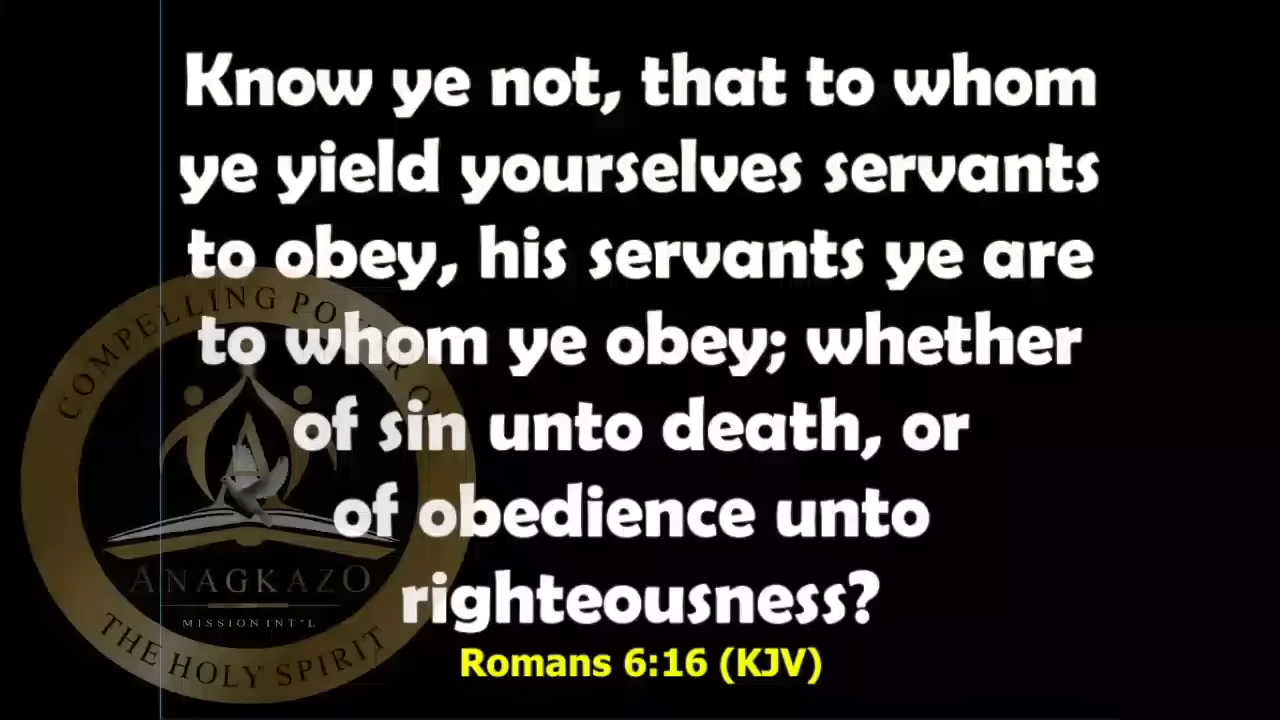 Know ye not, that to whom
ye yield yourselves servants
to obey, his servants ye are
to whom ye obey; whether
of sin unto death, or
of obedience unto
righteousness?
Romans 6:16 (KJV)
COMPELLING POWER OF
ANAGKAZO
MISSION INT'L
THE HOLY SPIRIT